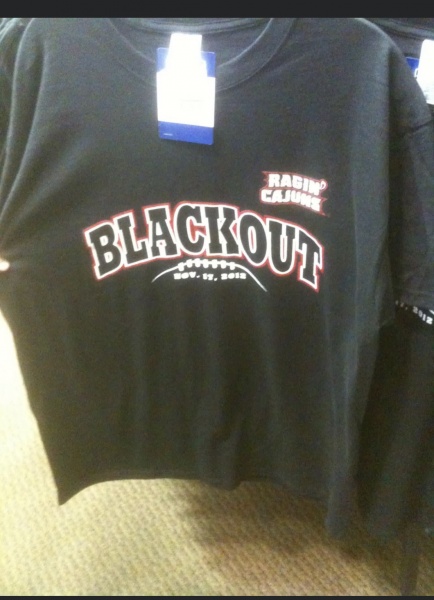 RAGIN'
CAJUNS
BLACKOUT
NOV. 17, 2012